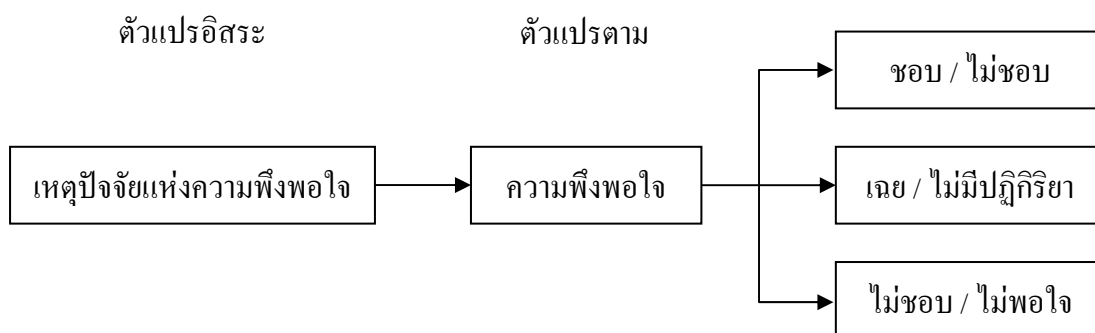 ตัวแปรอิสระ
ตัวแปรตาม
ชอบ / ไม่ชอบ
เหตุปัจจัยแห่งความพึงพอใจ
ความพึงพอใจ
เฉย / ไม่มีปฏิกิริยา
ไม่ชอบ / ไม่พอใจ